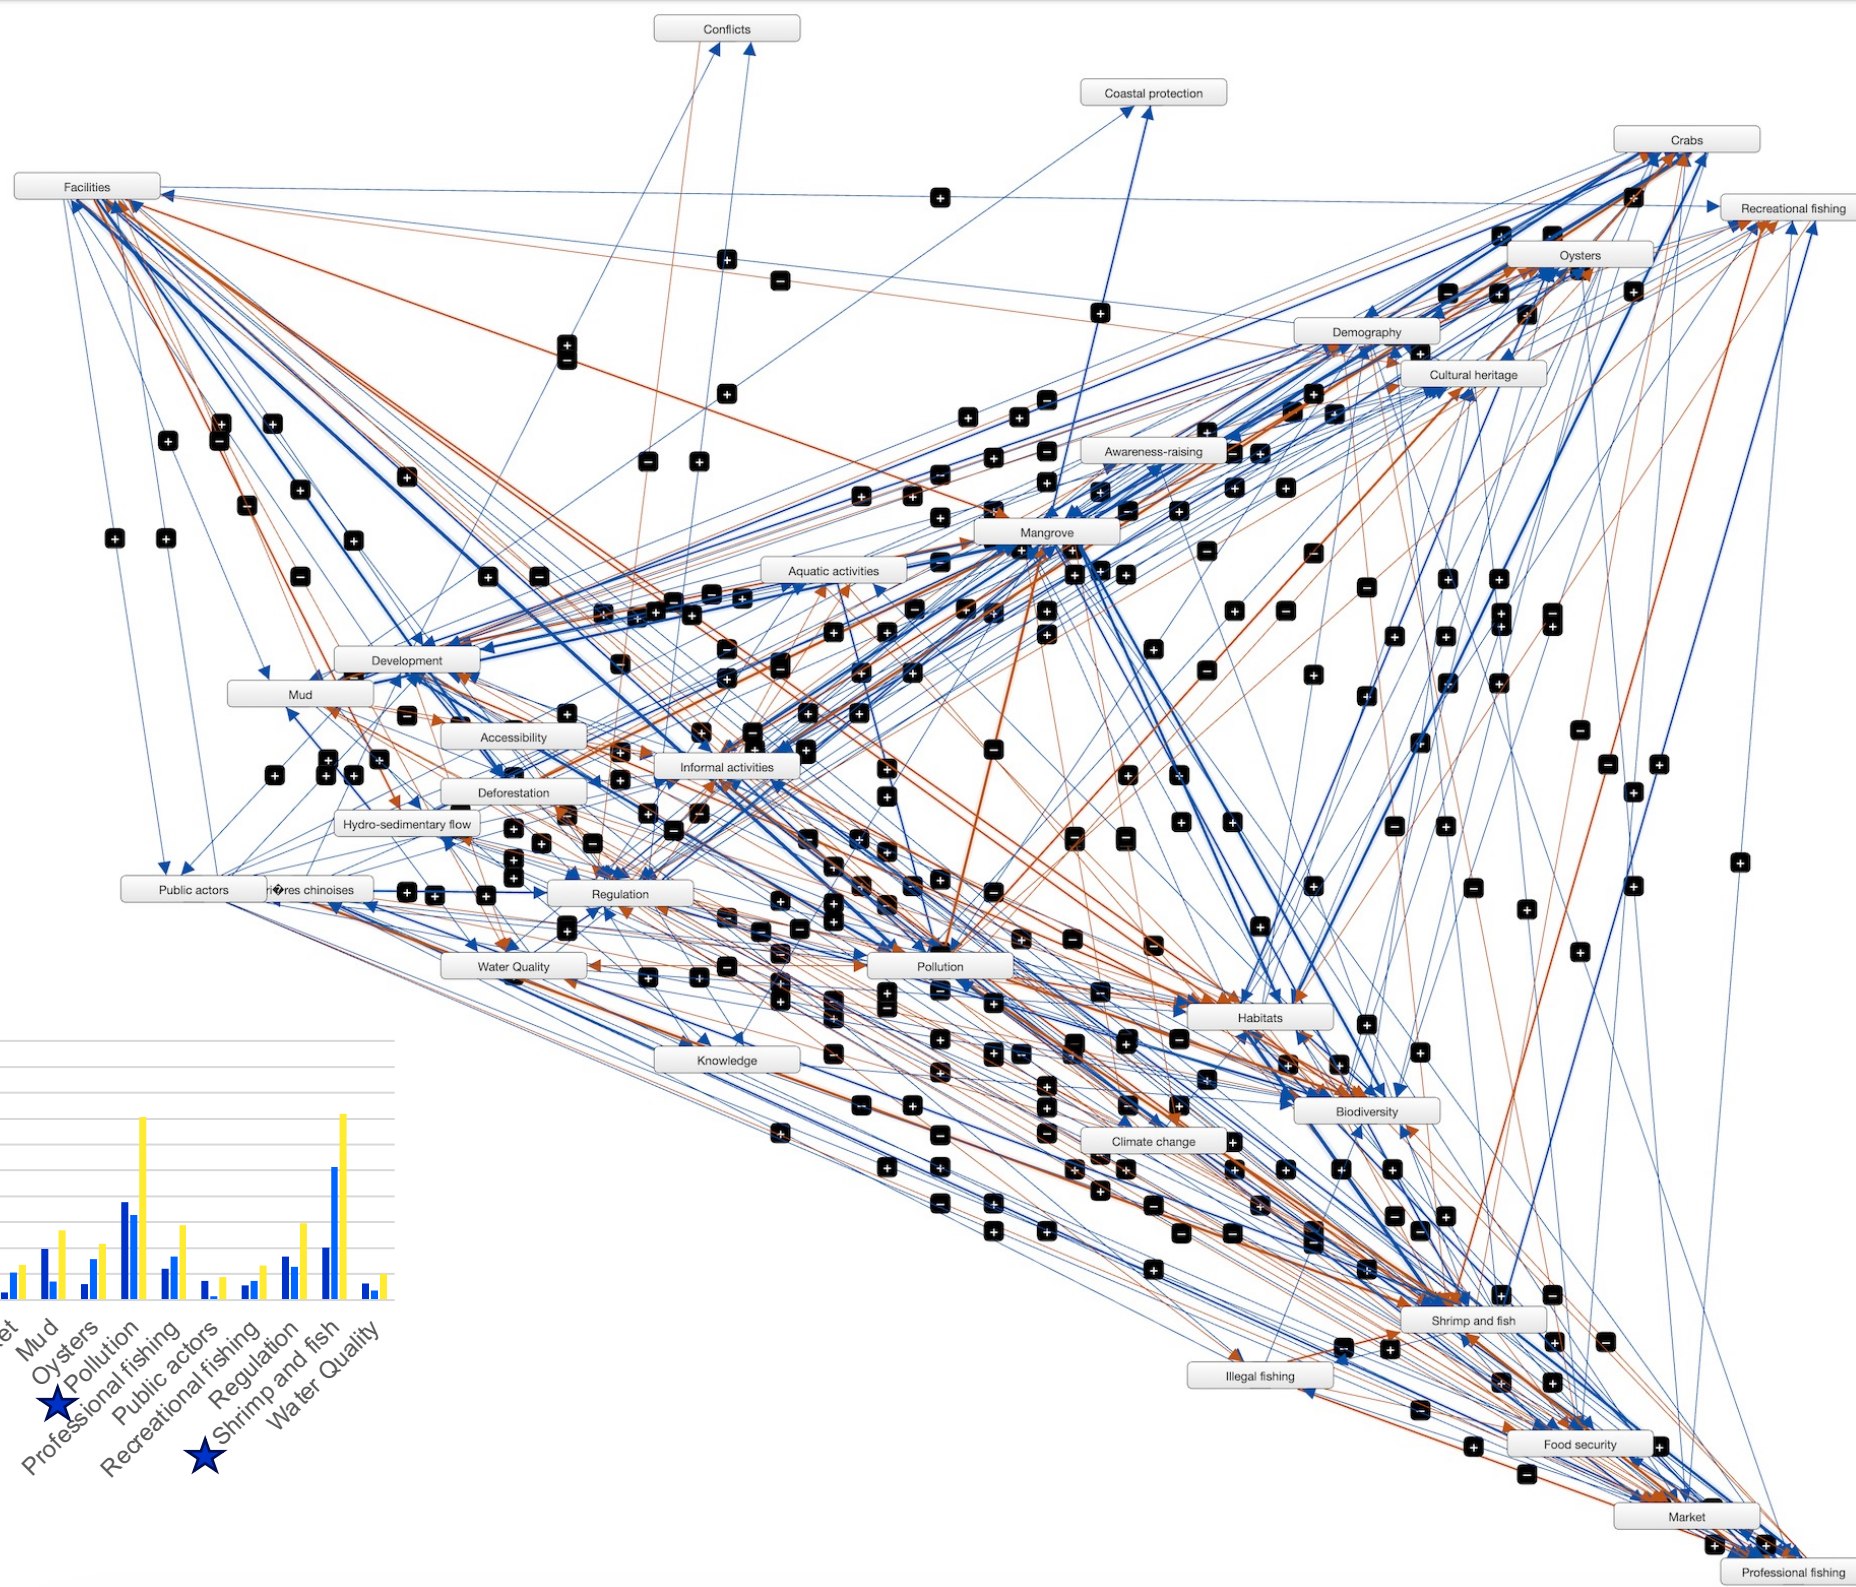 Conflicts
Coastal protection
Crabs
Facilities
Recreational fishing
Oysters
Demography
Cultural heritage
Awareness-raising
Mangrove
Aquatic activities
Development
Mud
Accessibility
Informal activities
Deforestation
Hydro-sedimentary flow
Public actors
ri�res chinoises
Regulation
Water Quality
Pollution
Habitats
Knowledge
Biodiversity
Climate change
Shrimp and fish
Illegal fishing
Food security
Market
Professional fishing
et
Mud
Oysters
Pollution
Professional fishing
Public actors
Recreational fishing
Regulation
Shrimp and fish
Water Quality